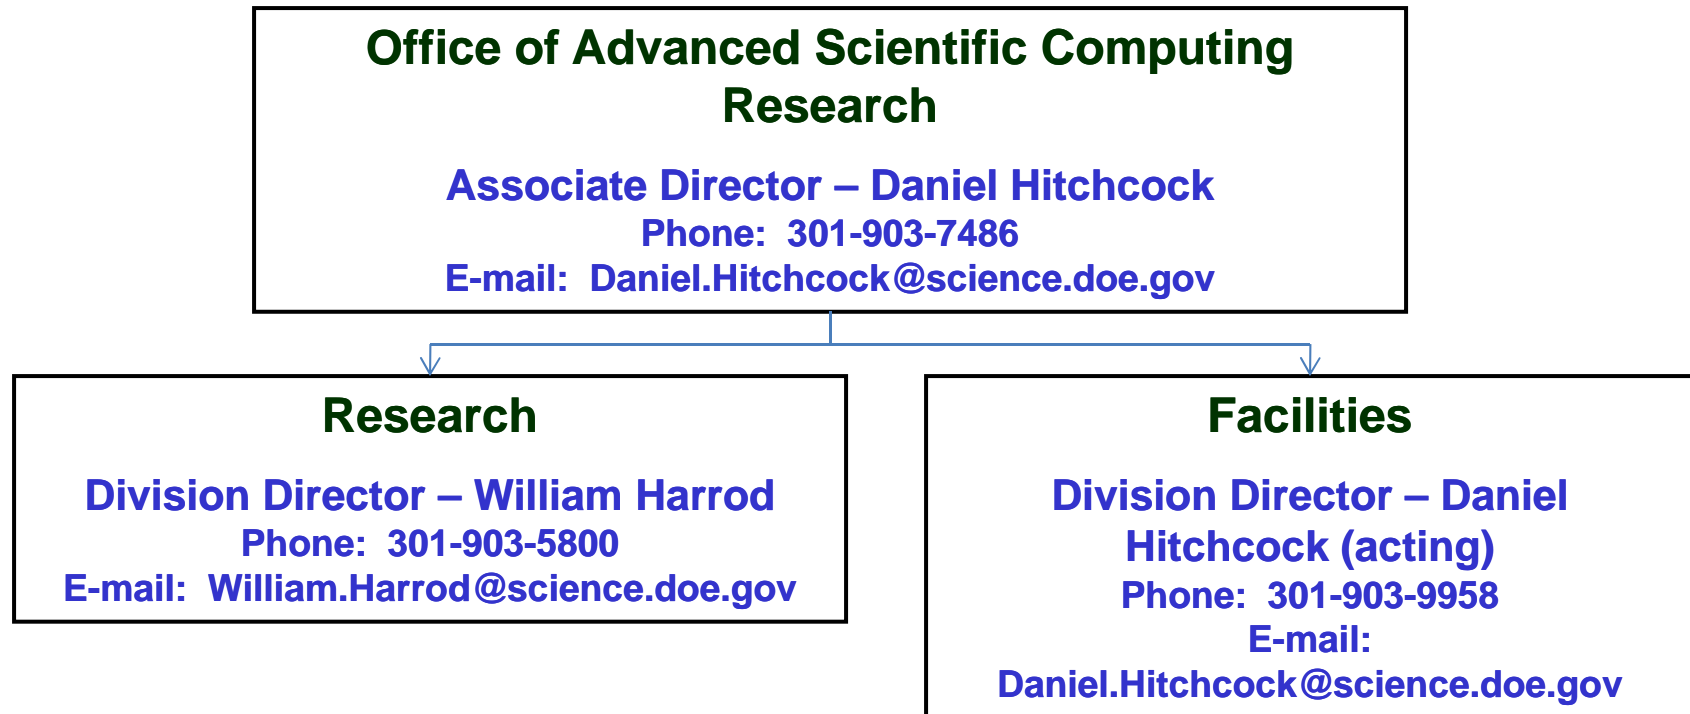 Office of Advanced Scientific Computing
Research
Associate Director – Daniel Hitchcock
Phone:  301-903-7486
E-mail:  Daniel.Hitchcock@science.doe.gov
Research
Division Director – William Harrod
Phone:  301-903-5800
E-mail:  William.Harrod@science.doe.gov
Facilities
Division Director – Daniel
Hitchcock (acting)
Phone:  301-903-9958
E-mail:
Daniel.Hitchcock@science.doe.gov